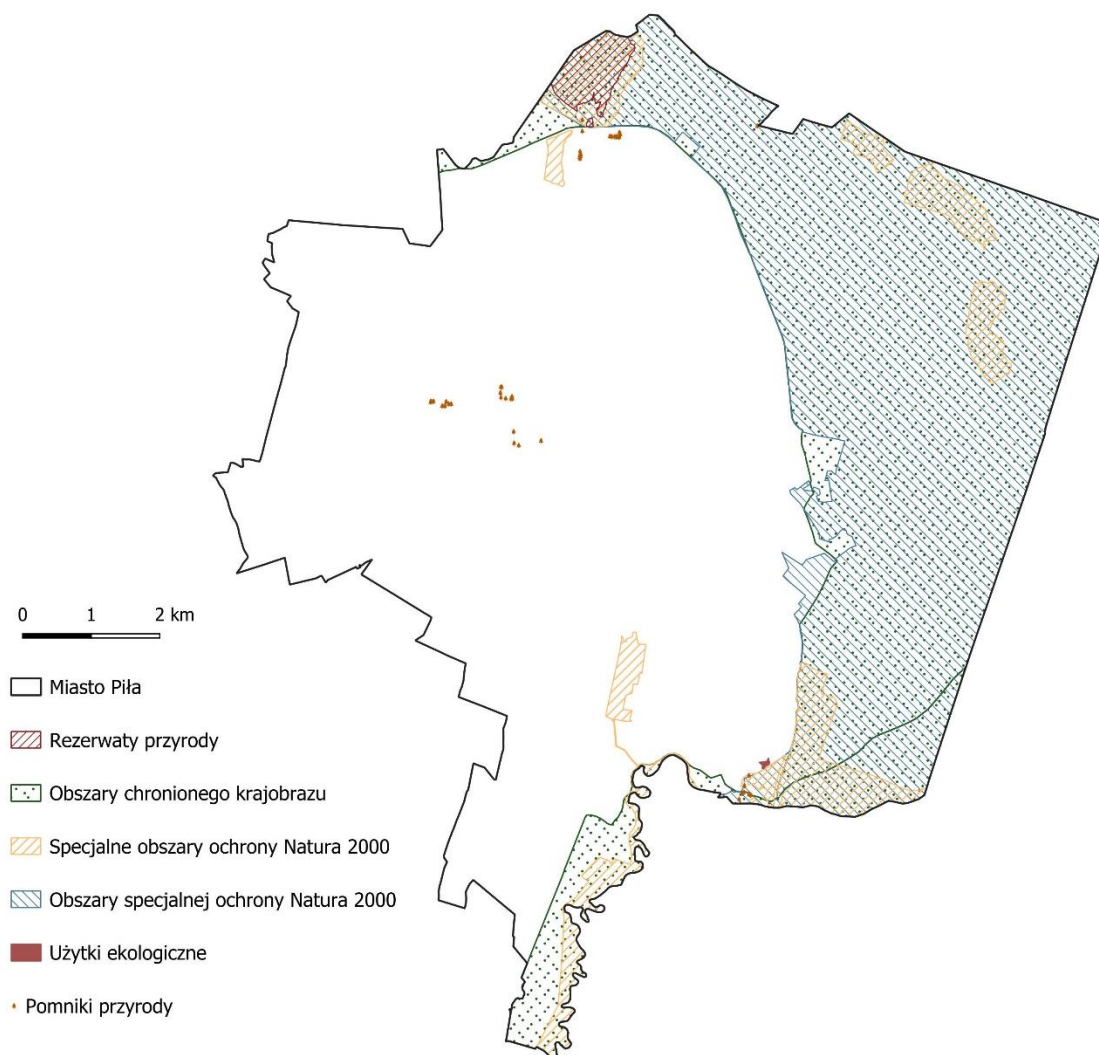 0 1 2 km
Miasto Piła
Rezerwaty przyrody
Obszary chronionego krajobrazu
Specjalne obszary ochrony Natura 2000
Obszary specjalnej ochrony Natura 2000
Użytki ekologiczne
Pomniki przyrody